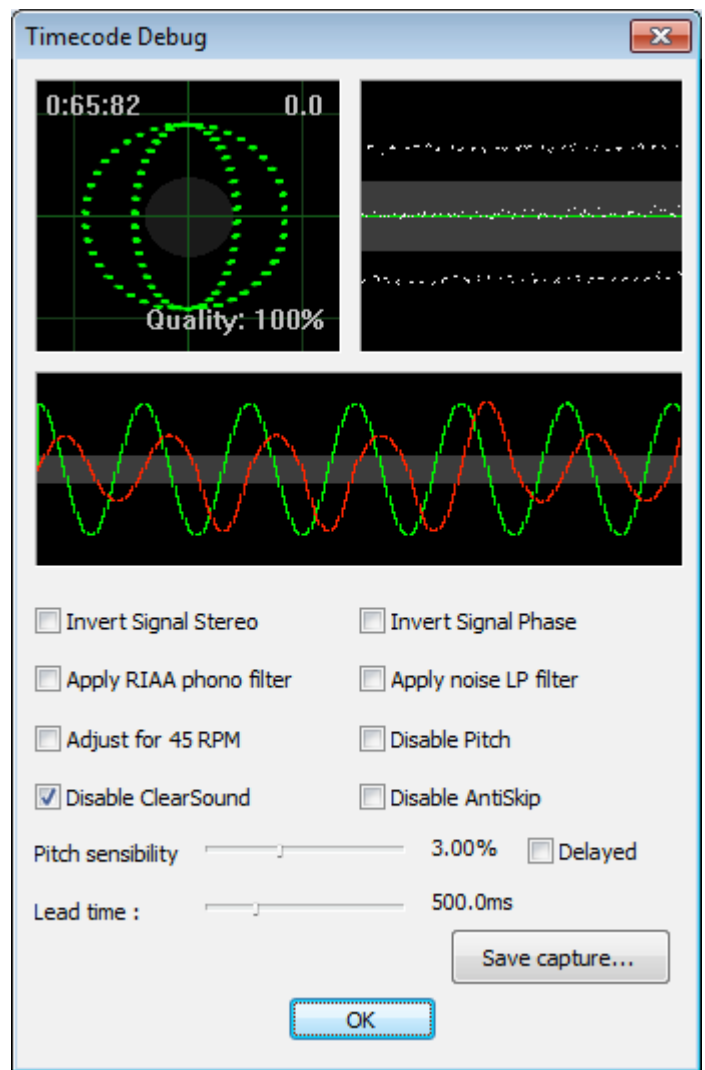 Timecode Debug
0:65:82 0.0
Quality: 100%
Invert Signal Stereo Invert Signal Phase
Apply RIAA phono filter Apply noise LP filter
Adjust for 45 RPM Disable Pitch
Disable ClearSound Disable AntiSkip
Pitch sensibility 3.00% Delayed
Lead time : 500.0ms
Save capture...
OK